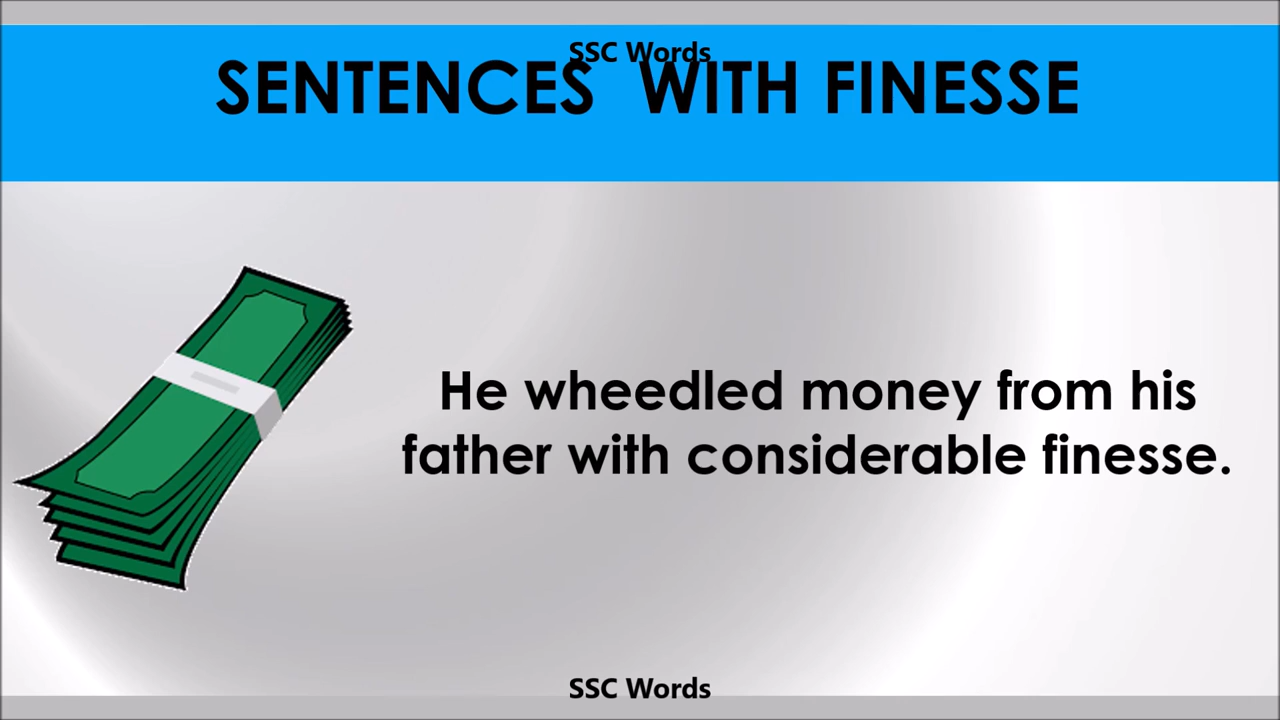 SSC Words
SENTENCES WITH FINESSE
He wheedled money from his
father with considerable finesse.
SSC Words